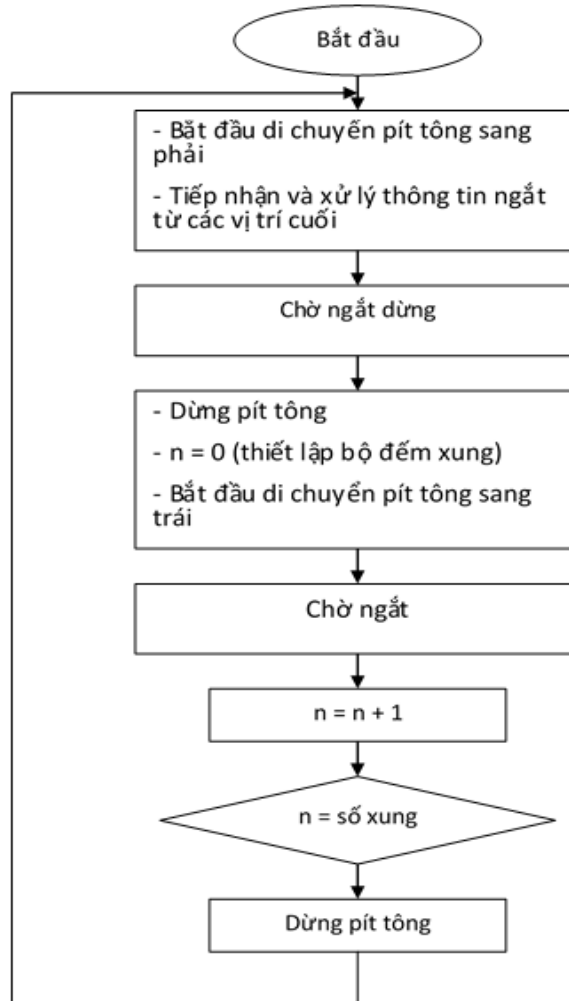 Bắt đầu
- Bắt đầu di chuyển pít tông sang
phải
- Tiếp nhận và xử lý thông tin ngắt
từ các vị trí cuối
Chờ ngắt dừng
- Dừng pít tông
- n = 0 (thiết lập bộ đếm xung)
- Bắt đầu di chuyển pít tông sang
trái
Chờ ngắt
n = n + 1
n = số xung
Dừng pít tông